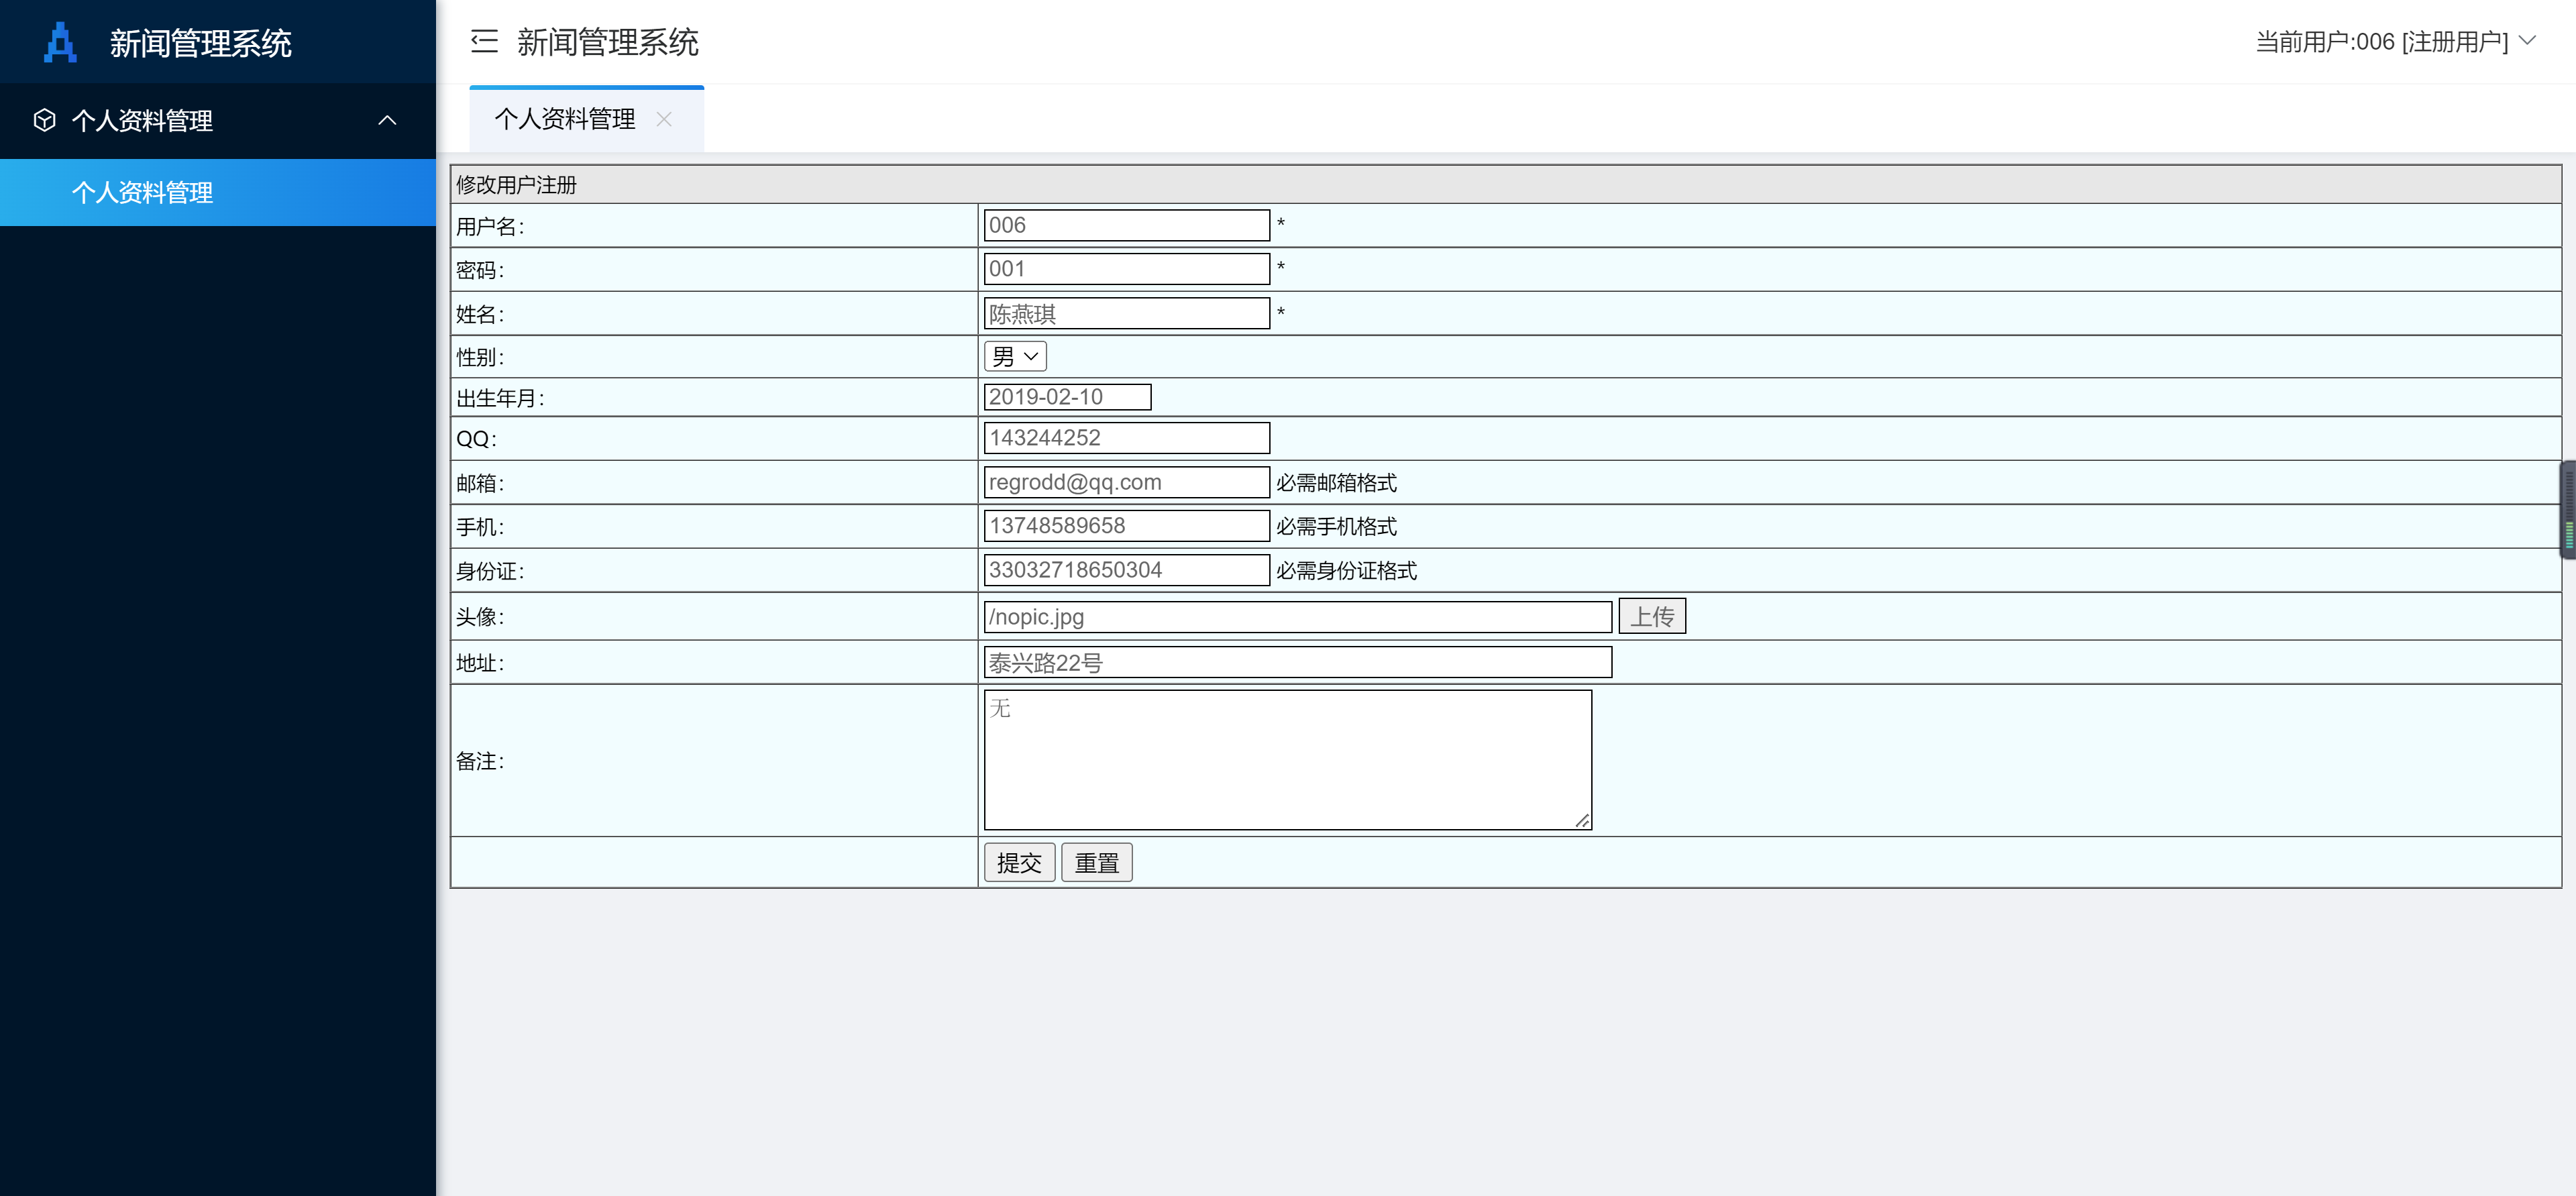 新闻管理系统
新闻管理系统
当前用户:006 [注册用户]
个人资料管理
个人资料管理
个人资料管理
修改用户注册
用户名: 006 *
密码: 001 *
姓名: 陈燕琪 *
性别: 男
出生年月: 2019-02-10
QQ: 143244252
邮箱: regrodd@qq.com 必需邮箱格式
手机: 13748589658 必需手机格式
身份证: 33032718650304 必需身份证格式
头像: /nopic.jpg 上传
地址: 泰兴路22号
备注: 无
提交 重置